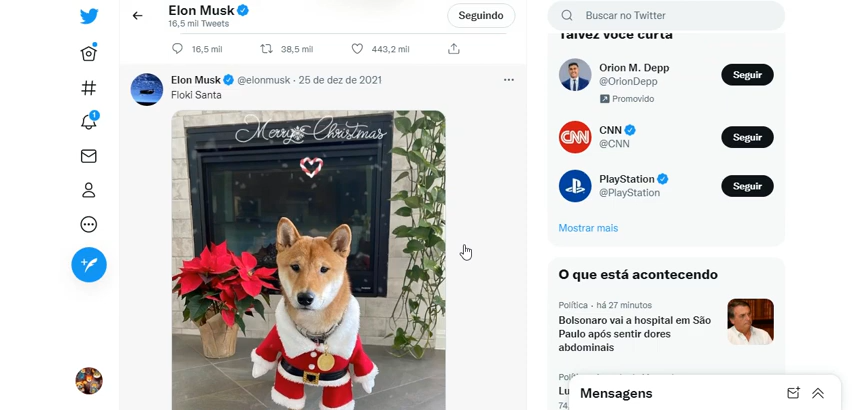 Elon Musk
16,5 mil Tweets
Seguindo
16,5 mil
38,5 mil
443,2 mil
Elon Musk @elonmusk · 25 de dez de 2021
Floki Santa
Merry Christmas
1
Buscar no Twitter
Talvez você curta
Orion M. Depp
@OrionDepp
Promovido
Seguir
CNN
@CNN
Seguir
PlayStation
@PlayStation
Seguir
Mostrar mais
O que está acontecendo
Política · há 27 minutos
Bolsonaro vai a hospital em São
Paulo após sentir dores
abdominais
Lu
74
Mensagens